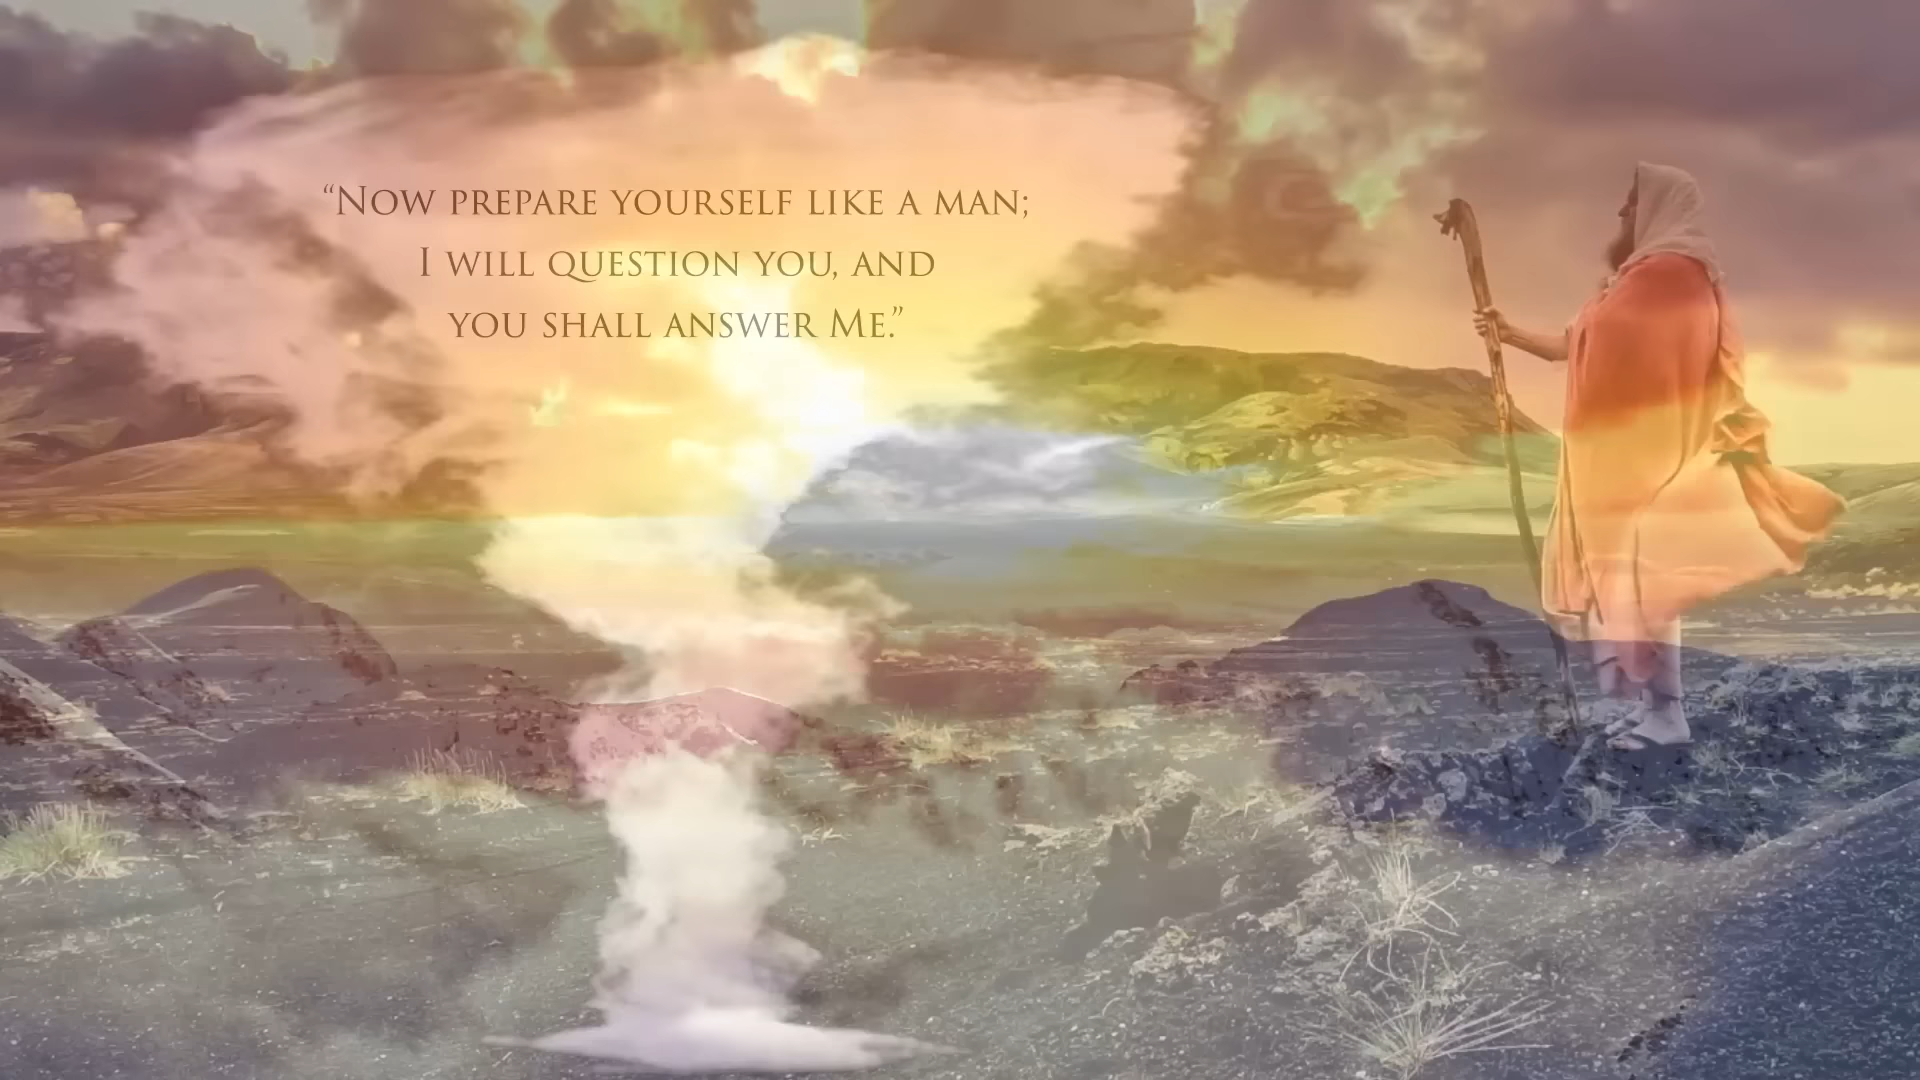 “Now prepare yourself like a man;
I will question you, and
you shall answer Me.”